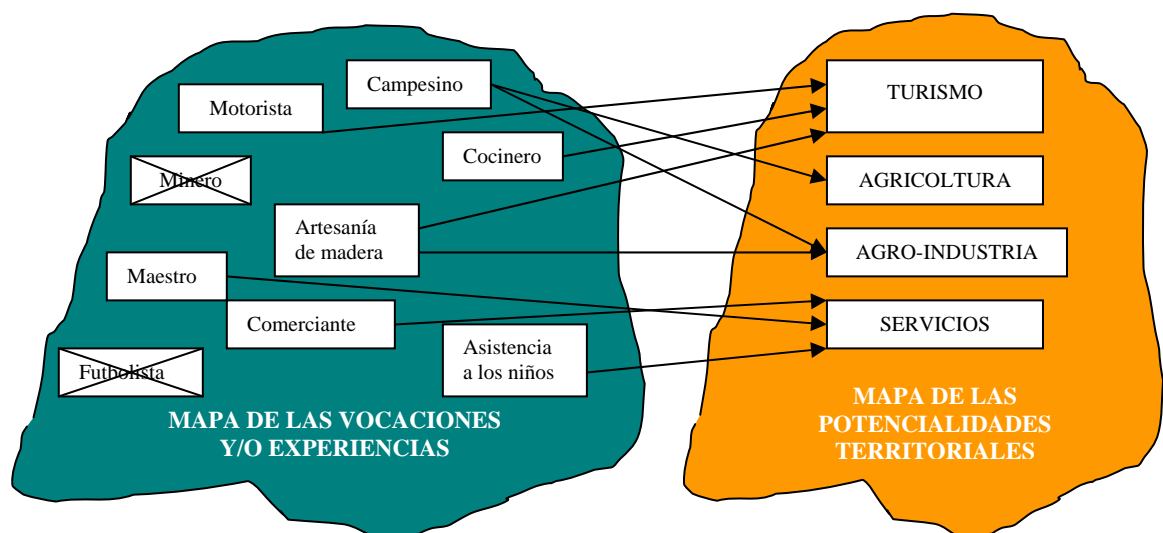 Campesino
Motorista
Cocinero
Minero
Artesanía
de madera
Maestro
Comerciante
Asistencia
a los niños
Futbolista
MAPA DE LAS VOCACIONES
Y/O EXPERIENCIAS
TURISMO
AGRICOLTURA
AGRO-INDUSTRIA
SERVICIOS
MAPA DE LAS
POTENCIALIDADES
TERRITORIALES